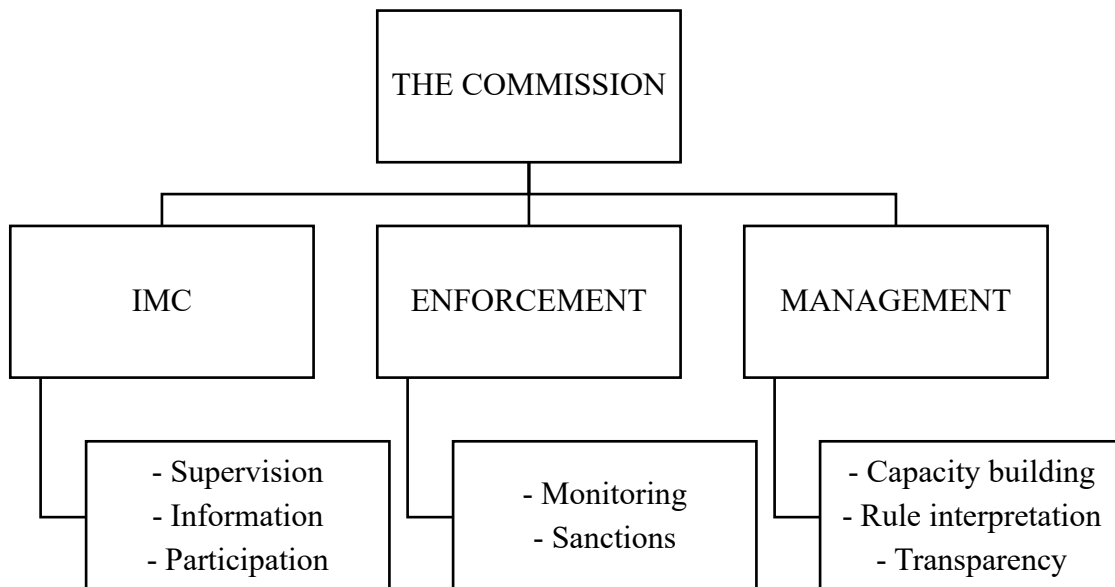 THE COMMISSION
IMC
ENFORCEMENT
MANAGEMENT
- Supervision
- Information
- Participation
- Monitoring
- Sanctions
- Capacity building
- Rule interpretation
- Transparency